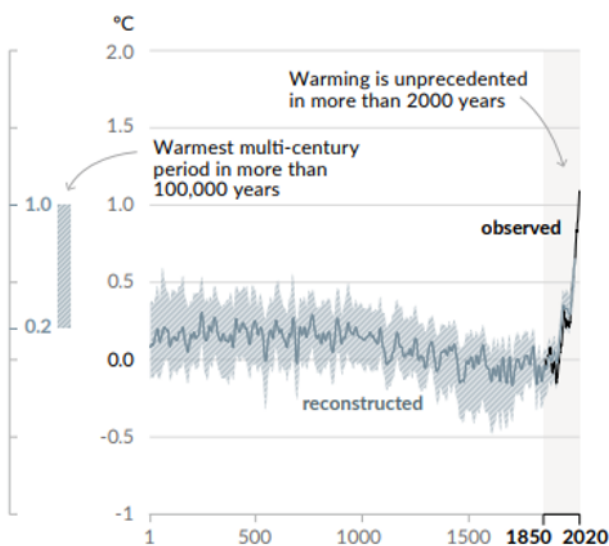 °C
2.0
Warming is unprecedented
in more than 2000 years
1.5
Warmest multi-century
period in more than
100,000 years
1.0
1.0
observed
0.5
0.2
0.0
reconstructed
-0.5
-1
1
500
1000
1500
1850
2020